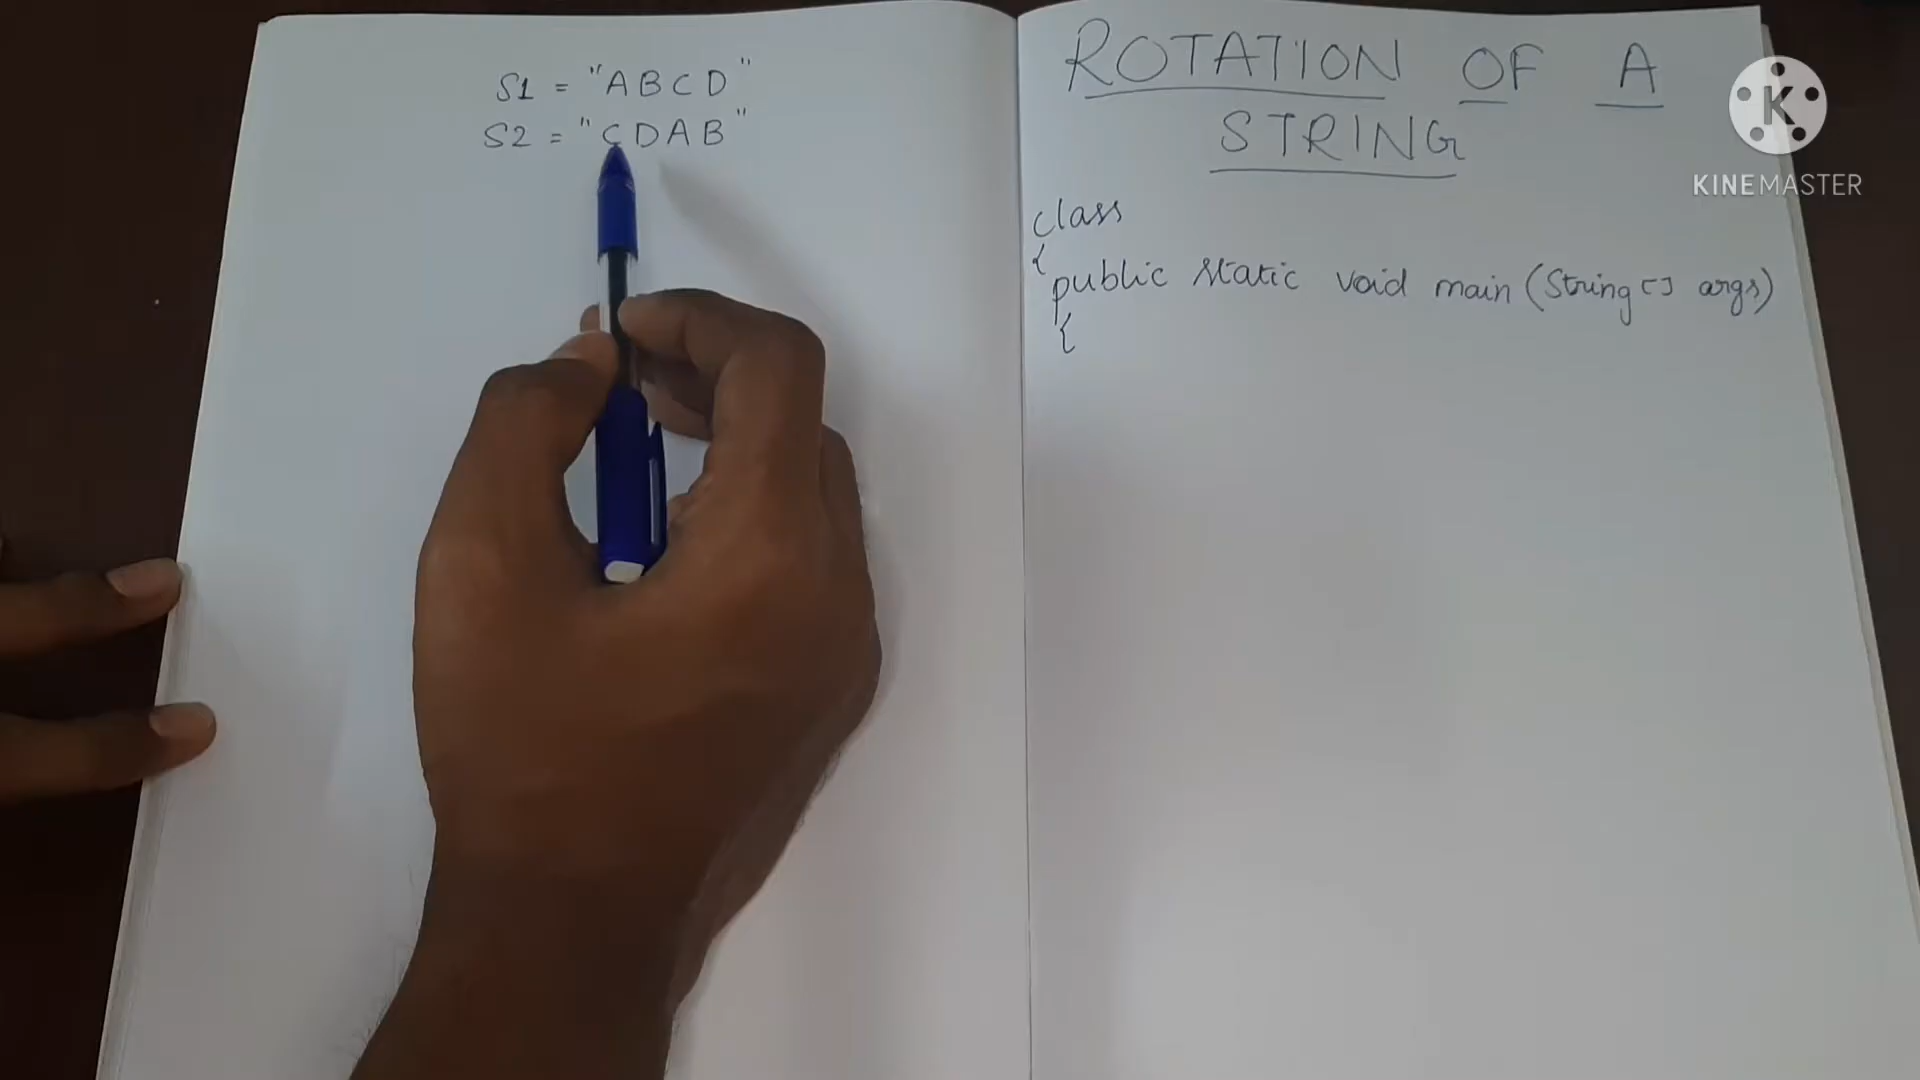 S1 = "ABCD"
S2 = "CDAB"
ROTATION OF A
STRING
class
{
public static void main (String [] args)
{
K
KINEMASTER